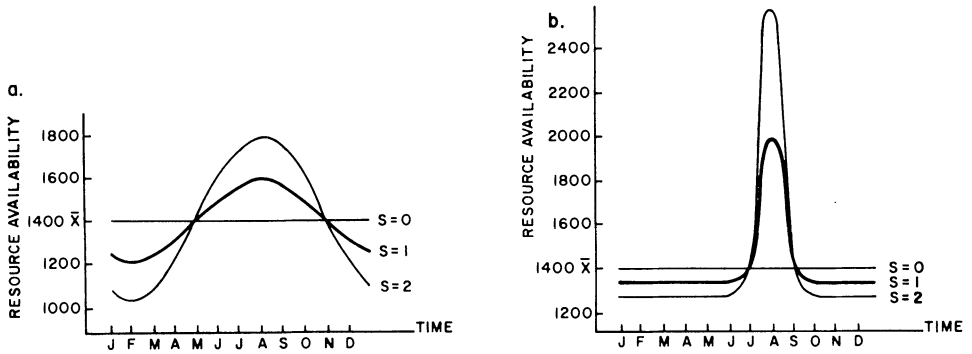 a.
RESOURCE AVAILABILITY
1800
1600
1400 X̄
1200
1000
S = 0
S = 1
S = 2
TIME
J F M A M J J A S O N D
b.
RESOURCE AVAILABILITY
2400
2200
2000
1800
1600
1400 X̄
1200
S = 0
S = 1
S = 2
TIME
J F M A M J J A S O N D